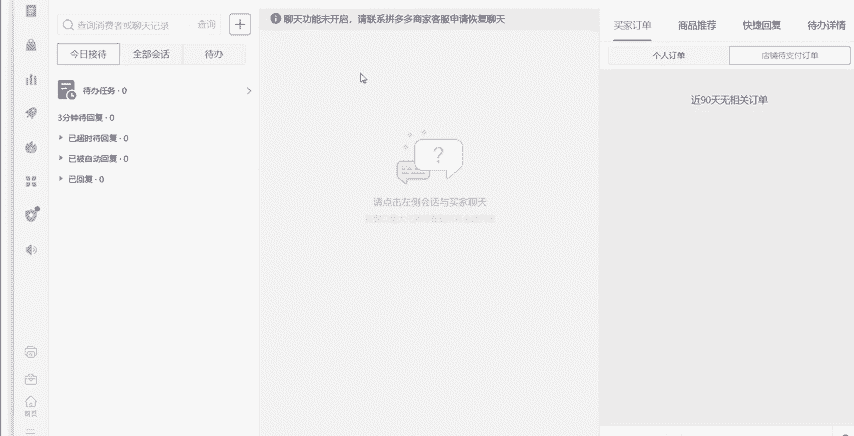 查询消费者或聊天记录 查询
今日接待 全部会话 待办
待办任务·0
3分钟待回复·0
已超时待回复·0
已被自动回复·0
已回复·0
聊天功能未开启，请联系拼多多商家客服申请恢复聊天
请点击左侧会话与买家聊天
买家订单 商品推荐 快捷回复 待办详情
个人订单 店铺待支付订单
近90天无相关订单